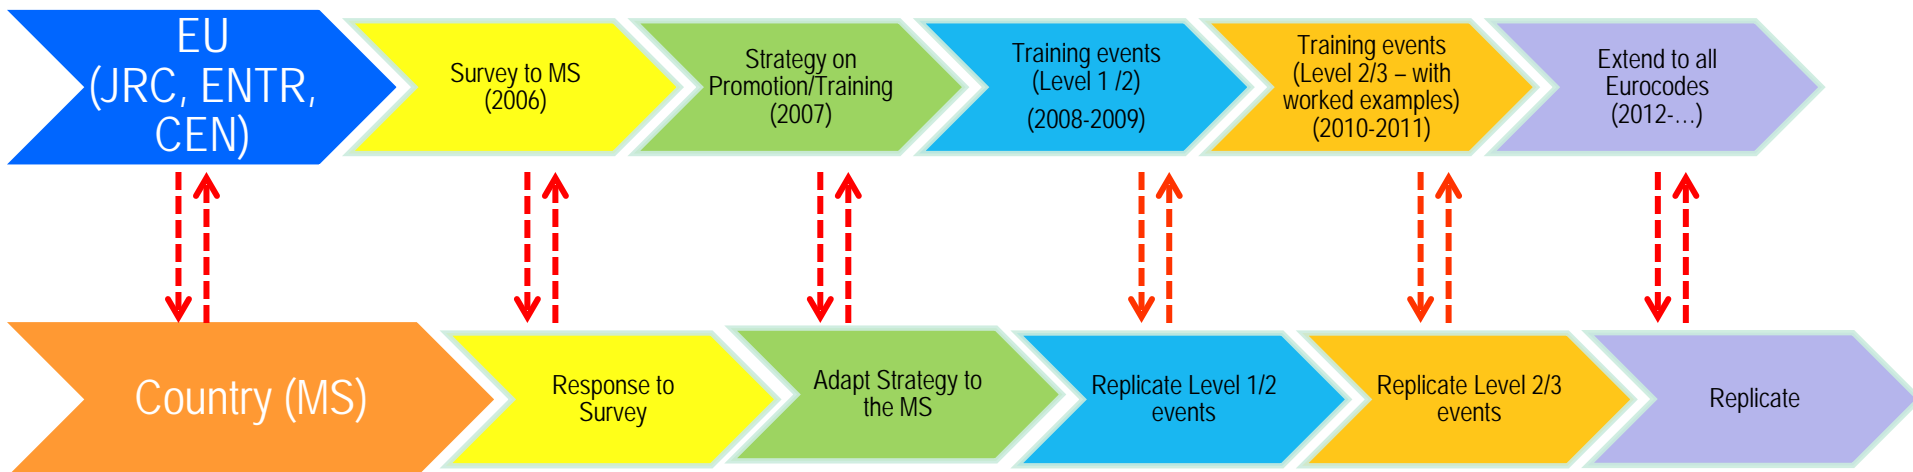 EU
(JRC, ENTR,
CEN)
Survey to MS
(2006)
Strategy on
Promotion/Training
(2007)
Training events
(Level 1 /2)
(2008-2009)
Training events
(Level 2/3 – with
worked examples)
(2010-2011)
Extend to all
Eurocodes
(2012-…)
Country (MS)
Response to
Survey
Adapt Strategy to
the MS
Replicate Level 1/2
events
Replicate Level 2/3
events
Replicate